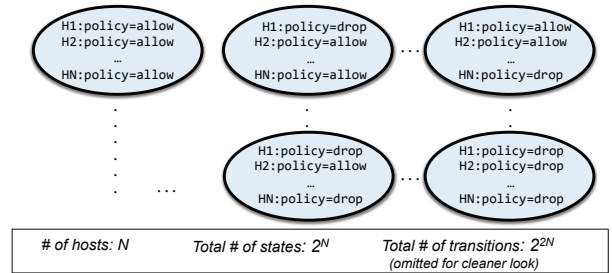 H1:policy=allow
H2:policy=allow
…
HN:policy=allow
H1:policy=drop
H2:policy=allow
…
HN:policy=allow
...
H1:policy=allow
H2:policy=allow
…
HN:policy=drop
...
H1:policy=drop
H2:policy=allow
…
HN:policy=drop
...
H1:policy=drop
H2:policy=drop
…
HN:policy=drop
# of hosts: N
Total # of states: 2^N
Total # of transitions: 2^2N
(omitted for cleaner look)